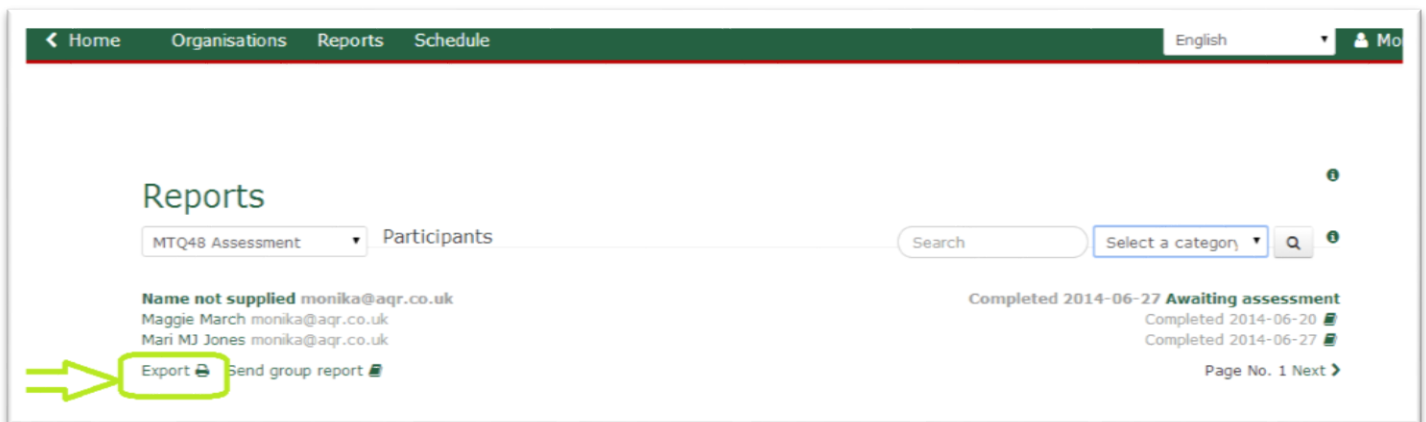 Home Organisations Reports Schedule English Mo
Reports
MTQ48 Assessment Participants Search Select a category
Name not supplied monika@aqr.co.uk Completed 2014-06-27 Awaiting assessment
Maggie March monika@aqr.co.uk Completed 2014-06-20
Mari MJ Jones monika@aqr.co.uk Completed 2014-06-27
Export Send group report Page No. 1 Next